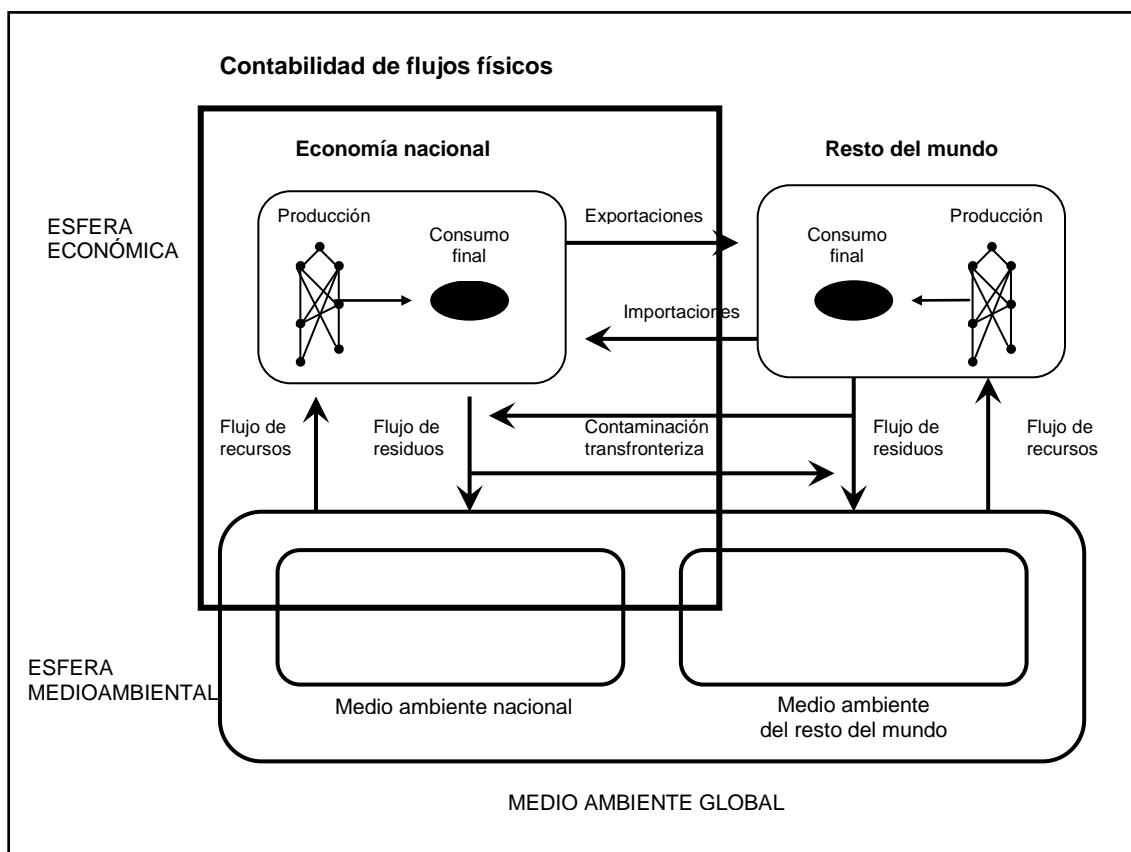 Contabilidad de flujos físicos
Economía nacional
Resto del mundo
ESFERA
ECONÓMICA
Producción
Consumo
final
Exportaciones
Importaciones
Consumo
final
Producción
Flujo de
recursos
Flujo de
residuos
Contaminación
transfronteriza
Flujo de
residuos
Flujo de
recursos
ESFERA
MEDIOAMBIENTAL
Medio ambiente nacional
Medio ambiente
del resto del mundo
MEDIO AMBIENTE GLOBAL